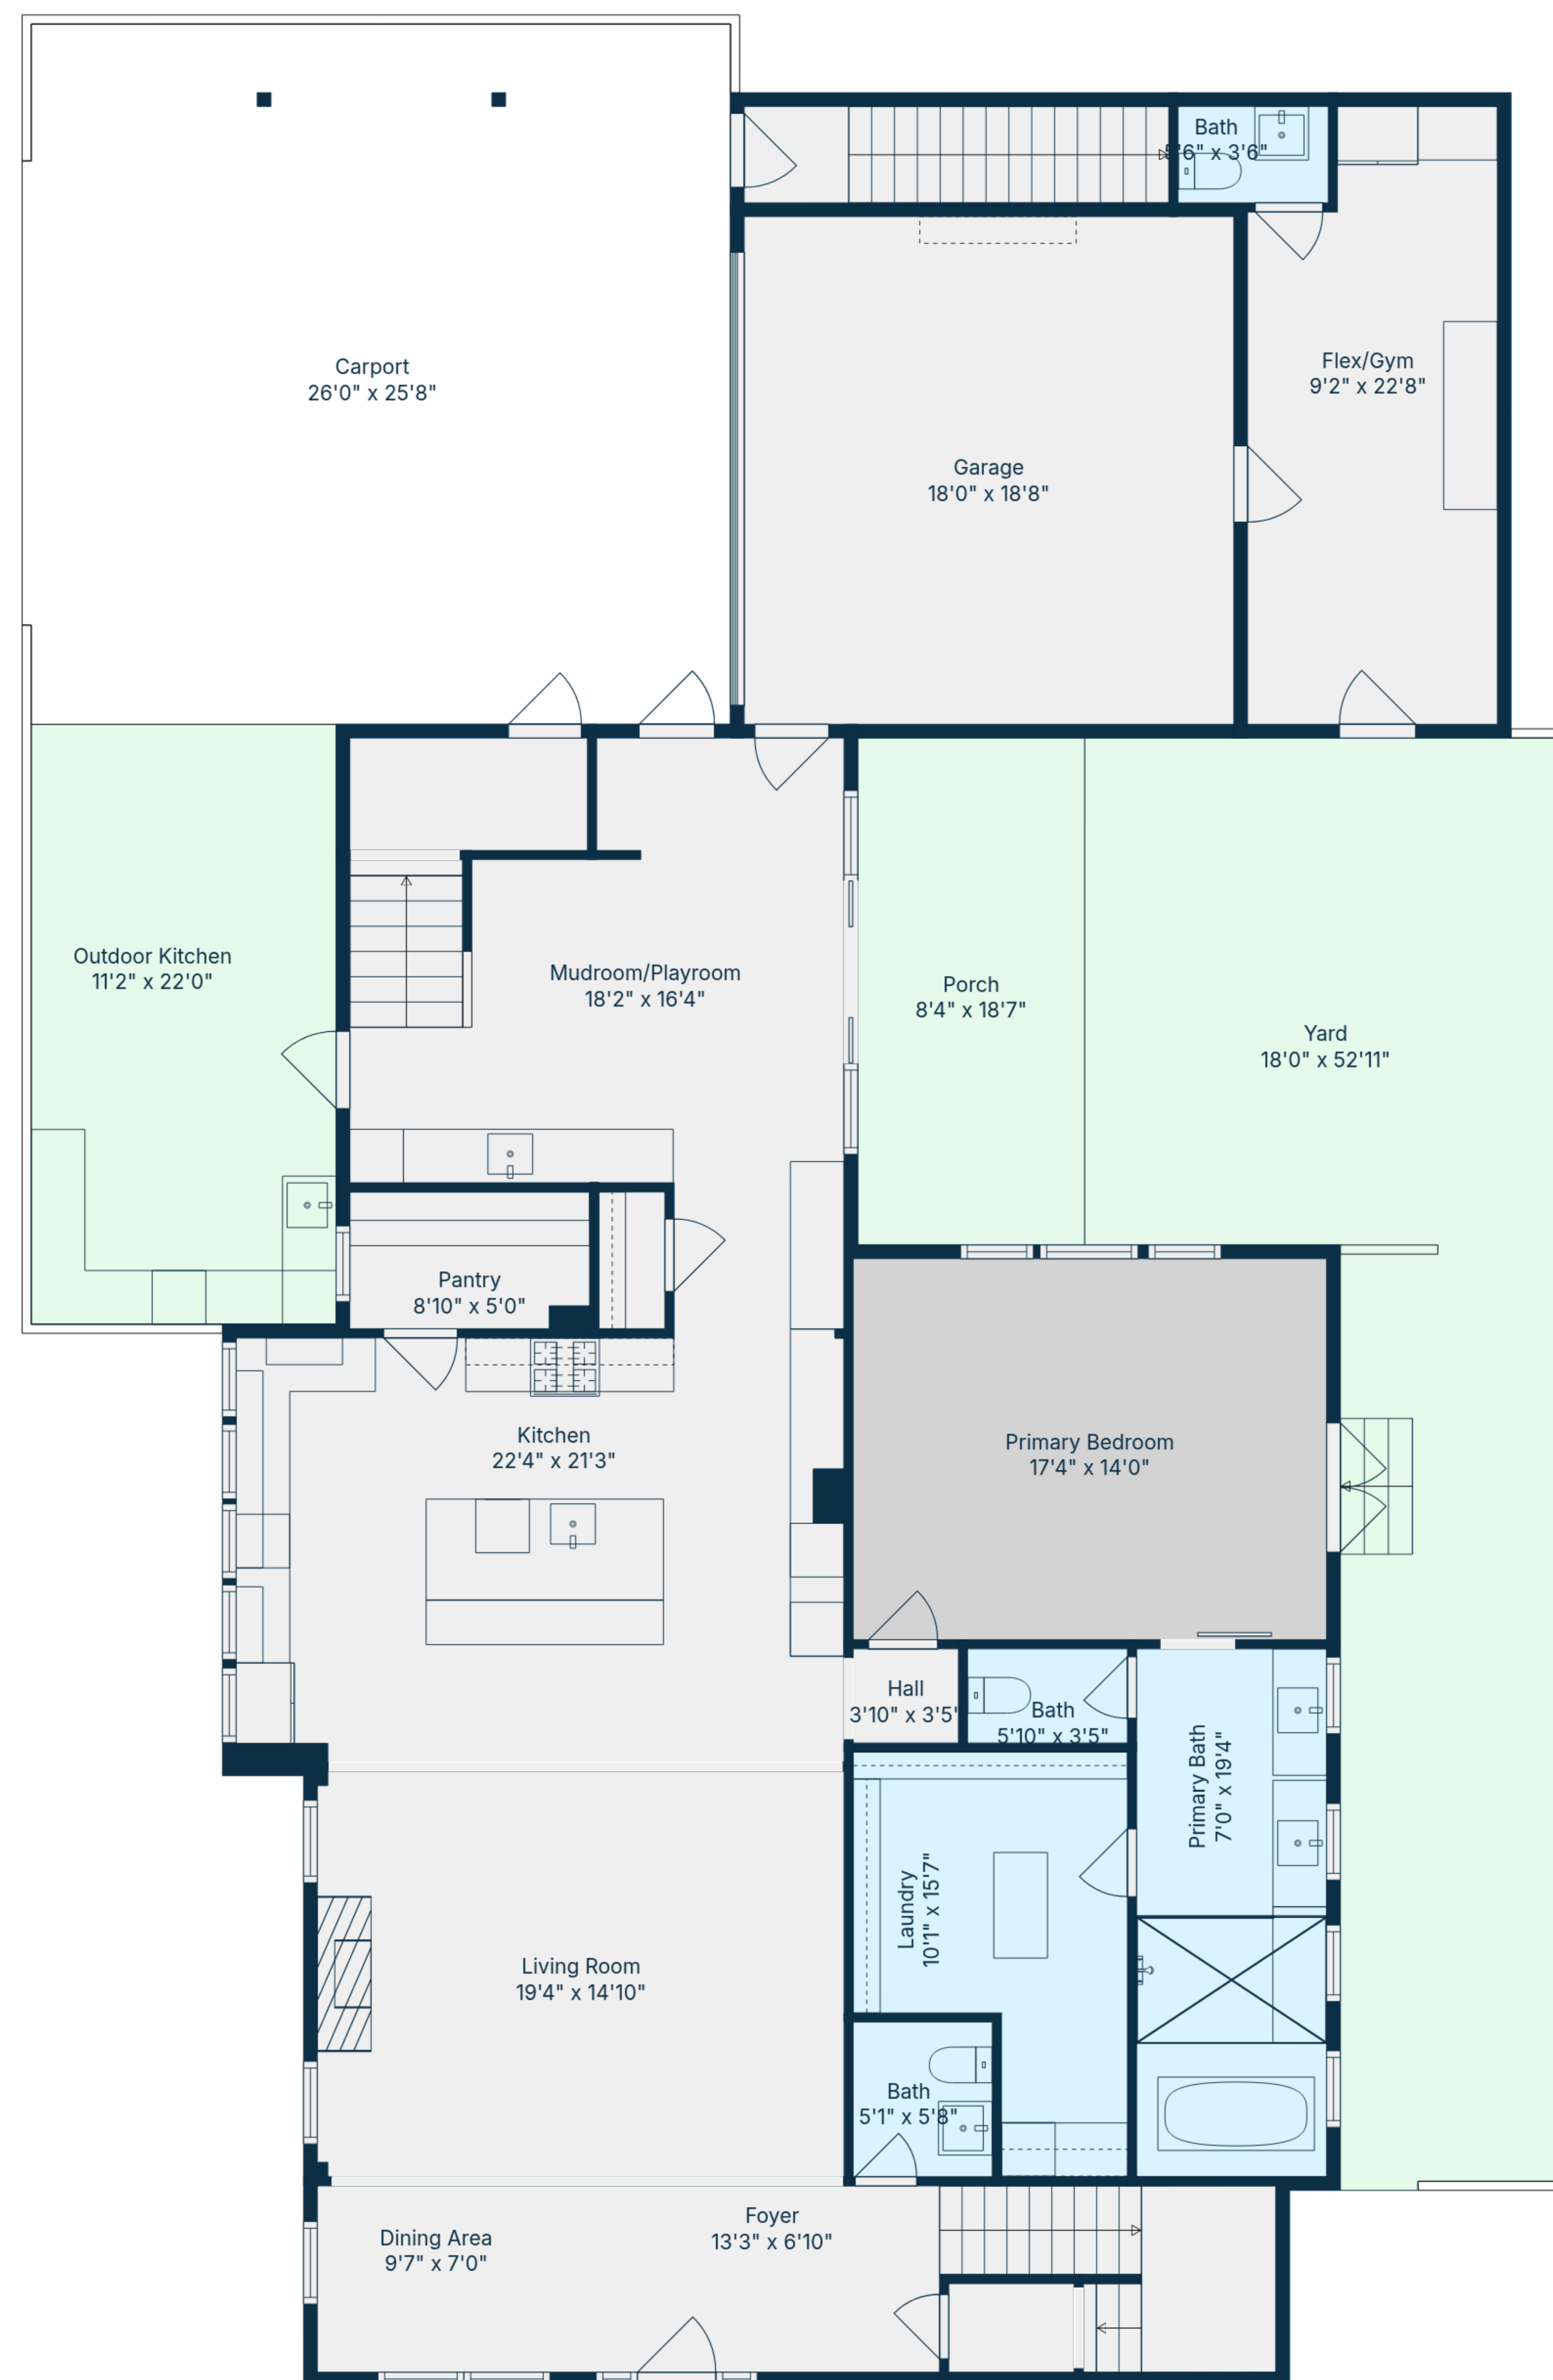 Bath
5'6" x 3'6"
Carport
26'0" x 25'8"
Flex/Gym
9'2" x 22'8"
Garage
18'0" x 18'8"
Outdoor Kitchen
11'2" x 22'0"
Mudroom/Playroom
18'2" x 16'4"
Porch
8'4" x 18'7"
Yard
18'0" x 52'11"
Pantry
8'10" x 5'0"
Kitchen
22'4" x 21'3"
Primary Bedroom
17'4" x 14'0"
Hall
3'10" x 3'5"
Bath
5'10" x 3'5"
Primary Bath
7'0" x 19'4"
Laundry
10'1" x 15'7"
Living Room
19'4" x 14'10"
Bath
5'1" x 5'8"
Foyer
13'3" x 6'10"
Dining Area
9'7" x 7'0"